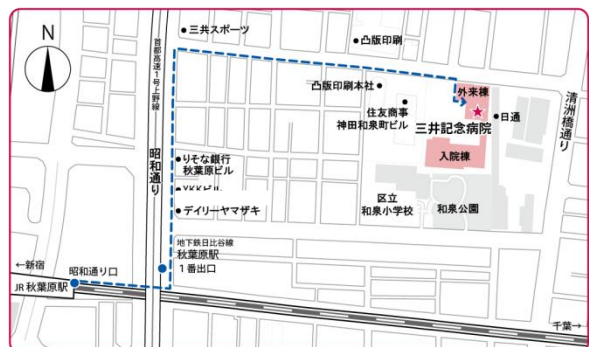 N
首都高速1号上野線
昭和通り
三共スポーツ
凸版印刷
凸版印刷本社
住友商事
神田和泉町ビル
外来棟
三井記念病院
日通
清洲橋通り
入院棟
りそな銀行
秋葉原ビル
デイリーヤマザキ
区立
和泉小学校
和泉公園
地下鉄日比谷線
秋葉原駅
1番出口
←新宿
昭和通り口
JR 秋葉原駅
千葉→